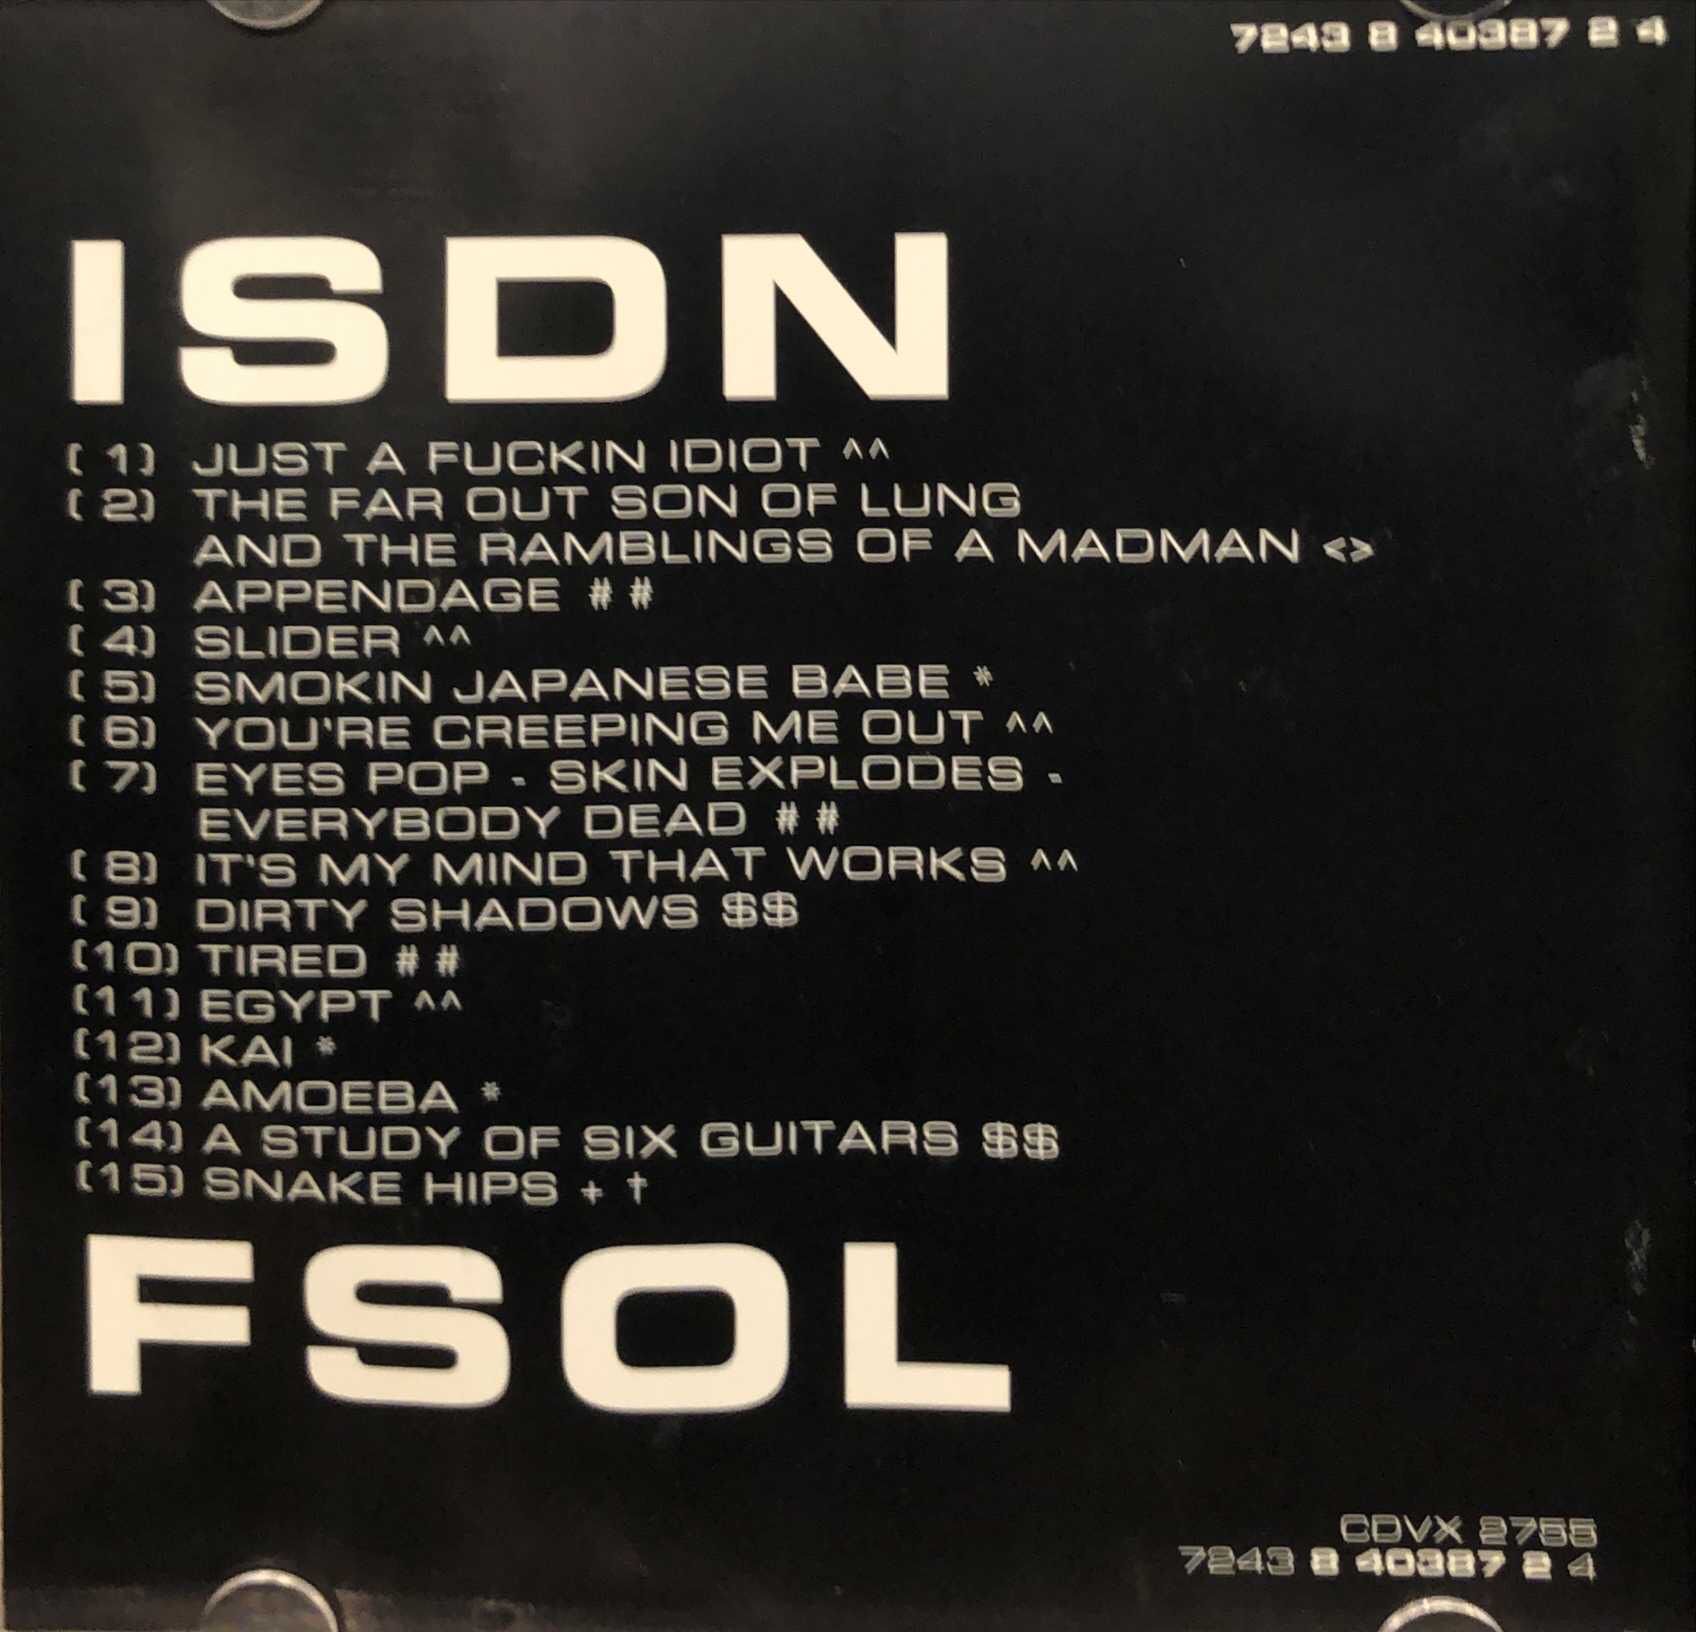 7243 8 40387 2 4
ISDN
( 1) JUST A FUCKIN IDIOT ^^
( 2) THE FAR OUT SON OF LUNG
AND THE RAMBLINGS OF A MADMAN <>
( 3) APPENDAGE # #
( 4) SLIDER ^^
( 5) SMOKIN JAPANESE BABE *
( 6) YOU'RE CREEPING ME OUT ^^
( 7) EYES POP - SKIN EXPLODES -
EVERYBODY DEAD # #
( 8) IT'S MY MIND THAT WORKS ^^
( 9) DIRTY SHADOWS $$
(10) TIRED # #
(11) EGYPT ^^
(12) KAI *
(13) AMOEBA *
(14) A STUDY OF SIX GUITARS $$
(15) SNAKE HIPS + †
FSOL
CDVX 2755
7243 8 40387 2 4